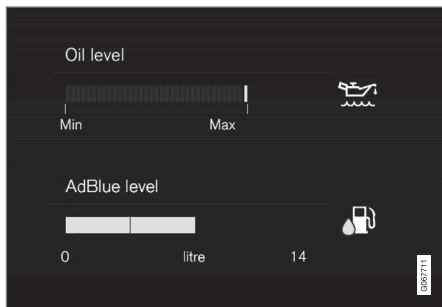 Oil level
Min Max
AdBlue level
0 litre 14
G067711